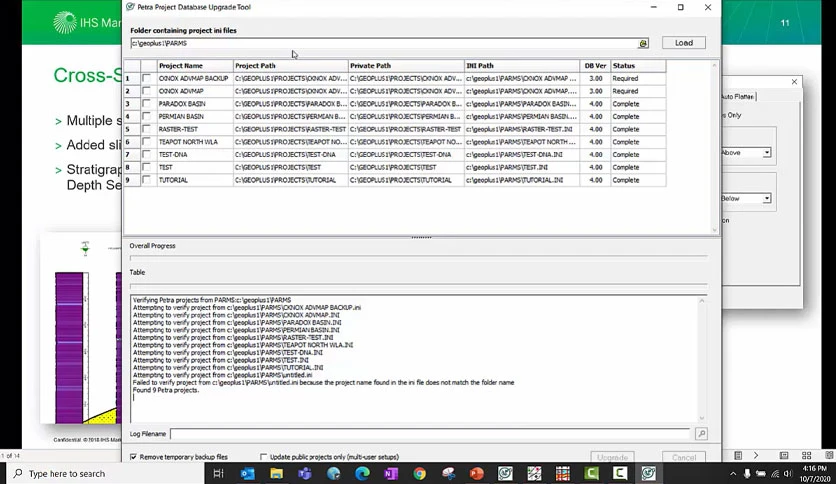 IHS Mar
Petra Project Database Upgrade Tool
11
Folder containing project ini files
c:\geoplus1\PARMS
Load
Cross-S
> Multiple s
> Added sli
> Stratigra
Depth Se
Project Name Project Path Private Path INI Path DB Ver Status
1 CKNOX ADVMAP BACKUP C:\GEOPLUS1\PROJECTS\CKNOX ADV... C:\GEOPLUS1\PROJECTS\CKNOX ADV... c:\geoplus1\PARMS\CKNOX ADVMAP ... 3.00 Required
2 CKNOX ADVMAP C:\GEOPLUS1\PROJECTS\CKNOX ADV... C:\GEOPLUS1\PROJECTS\CKNOX ADV... c:\geoplus1\PARMS\CKNOX ADVMAP.... 3.00 Required
3 PARADOX BASIN C:\GEOPLUS1\PROJECTS\PARADOX B... C:\GEOPLUS1\PROJECTS\PARADOX B... c:\geoplus1\PARMS\PARADOX BASI... 4.00 Complete
4 PERMIAN BASIN C:\GEOPLUS1\PROJECTS\PERMIAN B... C:\GEOPLUS1\PROJECTS\PERMIAN B... c:\geoplus1\PARMS\PERMIAN BASIN... 4.00 Complete
5 RASTER-TEST C:\GEOPLUS1\PROJECTS\RASTER-TEST C:\GEOPLUS1\PROJECTS\RASTER-TEST c:\geoplus1\PARMS\RASTER-TEST.INI 4.00 Complete
6 TEAPOT NORTH WLA C:\GEOPLUS1\PROJECTS\TEAPOT NO... C:\GEOPLUS1\PROJECTS\TEAPOT NO... c:\geoplus1\PARMS\TEAPOT NORTH ... 4.00 Complete
7 TEST-DNA C:\GEOPLUS1\PROJECTS\TEST-DNA C:\GEOPLUS1\PROJECTS\TEST-DNA c:\geoplus1\PARMS\TEST-DNA.INI 4.00 Complete
8 TEST C:\GEOPLUS1\PROJECTS\TEST C:\GEOPLUS1\PROJECTS\TEST c:\geoplus1\PARMS\TEST.INI 4.00 Complete
9 TUTORIAL C:\GEOPLUS1\PROJECTS\TUTORIAL C:\GEOPLUS1\PROJECTS\TUTORIAL c:\geoplus1\PARMS\TUTORIAL.INI 4.00 Complete
Auto Flatten
es Only
Above
Below
on
Overall Progress
Table
Verifying Petra projects from PARMS:c:\geoplus1\PARMS
Attempting to verify project from c:\geoplus1\PARMS\CKNOX ADVMAP BACKUP.ini
Attempting to verify project from c:\geoplus1\PARMS\CKNOX ADVMAP.INI
Attempting to verify project from c:\geoplus1\PARMS\PARADOX BASIN.INI
Attempting to verify project from c:\geoplus1\PARMS\PERMIAN BASIN.INI
Attempting to verify project from c:\geoplus1\PARMS\RASTER-TEST.INI
Attempting to verify project from c:\geoplus1\PARMS\TEAPOT NORTH WLA.INI
Attempting to verify project from c:\geoplus1\PARMS\TEST-DNA.INI
Attempting to verify project from c:\geoplus1\PARMS\TEST.INI
Attempting to verify project from c:\geoplus1\PARMS\TUTORIAL.INI
Attempting to verify project from c:\geoplus1\PARMS\untitled.ini
Failed to verify project from c:\geoplus1\PARMS\untitled.ini because the project name found in the ini file does not match the folder name
Found 9 Petra projects.
Log Filename
Confidential. © 2018 IHS Mar
Remove temporary backup files
Update public projects only (multi-user setups)
Upgrade
Cancel
1 of 14
Type here to search
4:16 PM
10/7/2020